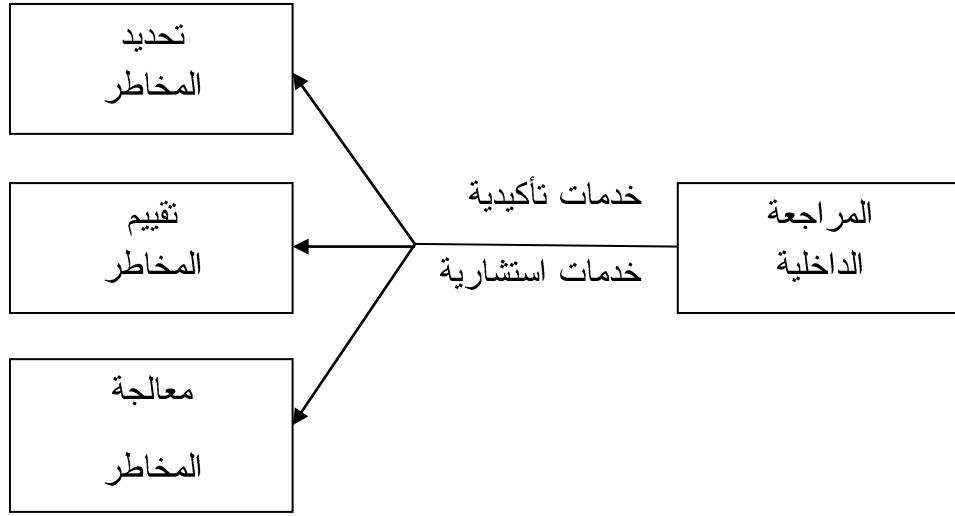 المراجعة
الداخلية
خدمات تأكيدية
خدمات استشارية
تحديد
المخاطر
تقييم
المخاطر
معالجة
المخاطر